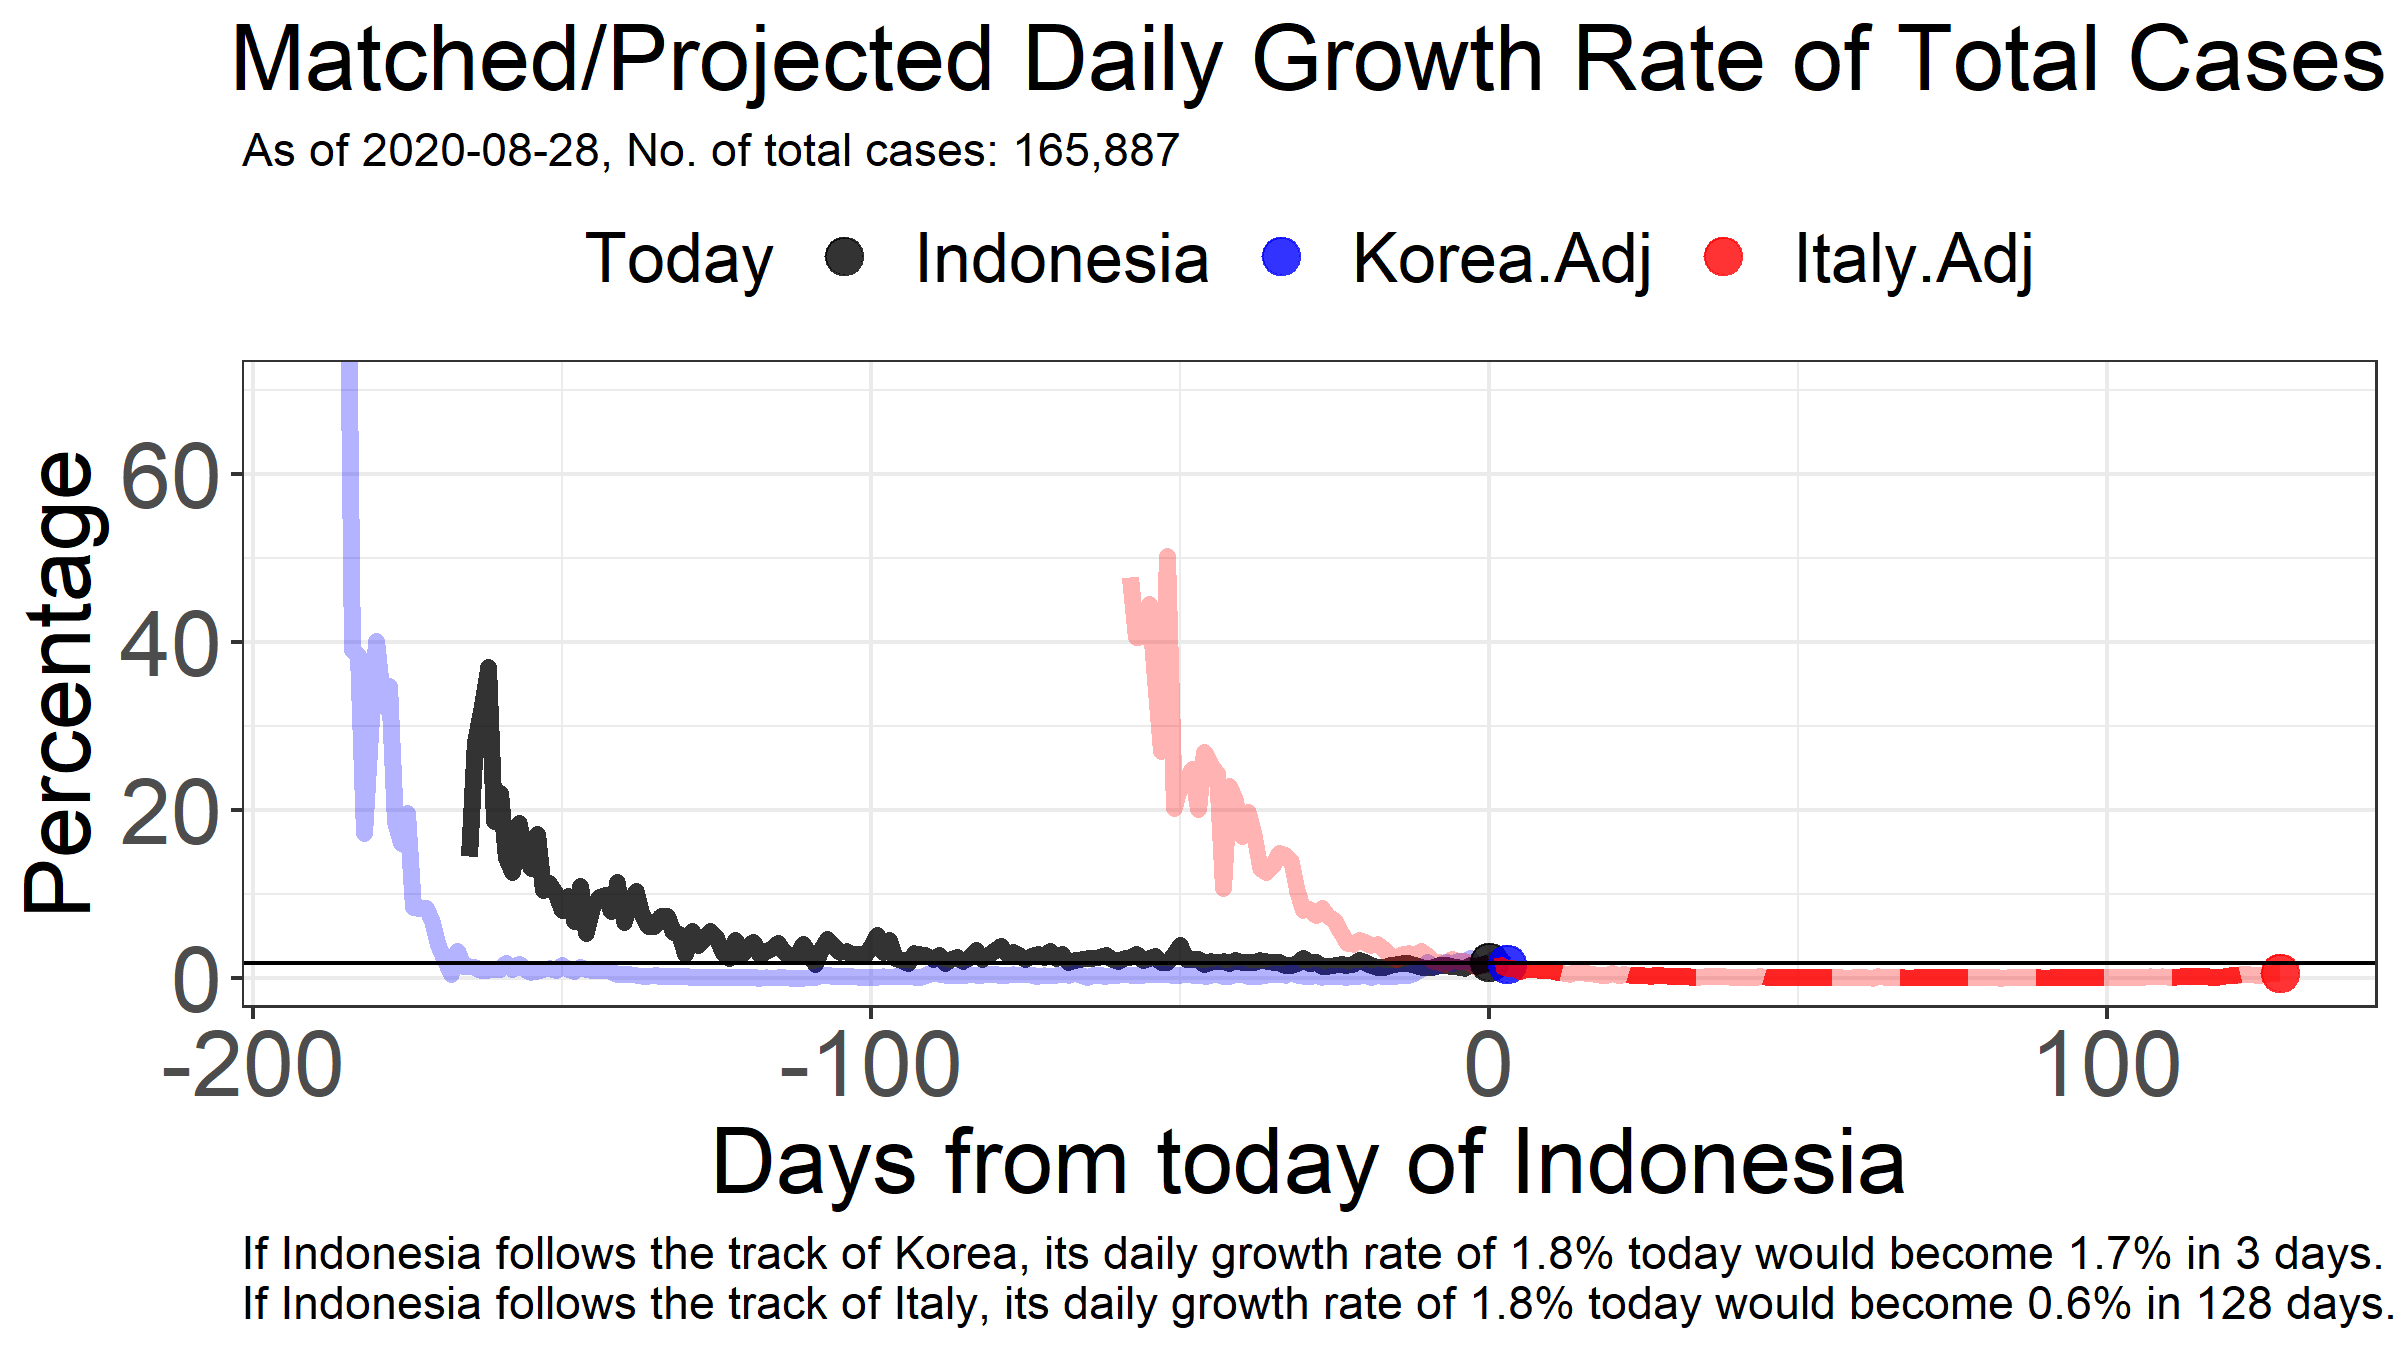 Matched/Projected Daily Growth Rate of Total Cases
As of 2020-08-28, No. of total cases: 165,887
Today Indonesia Korea.Adj Italy.Adj
Percentage
60
40
20
0
-200 -100 0 100
Days from today of Indonesia
If Indonesia follows the track of Korea, its daily growth rate of 1.8% today would become 1.7% in 3 days.
If Indonesia follows the track of Italy, its daily growth rate of 1.8% today would become 0.6% in 128 days.